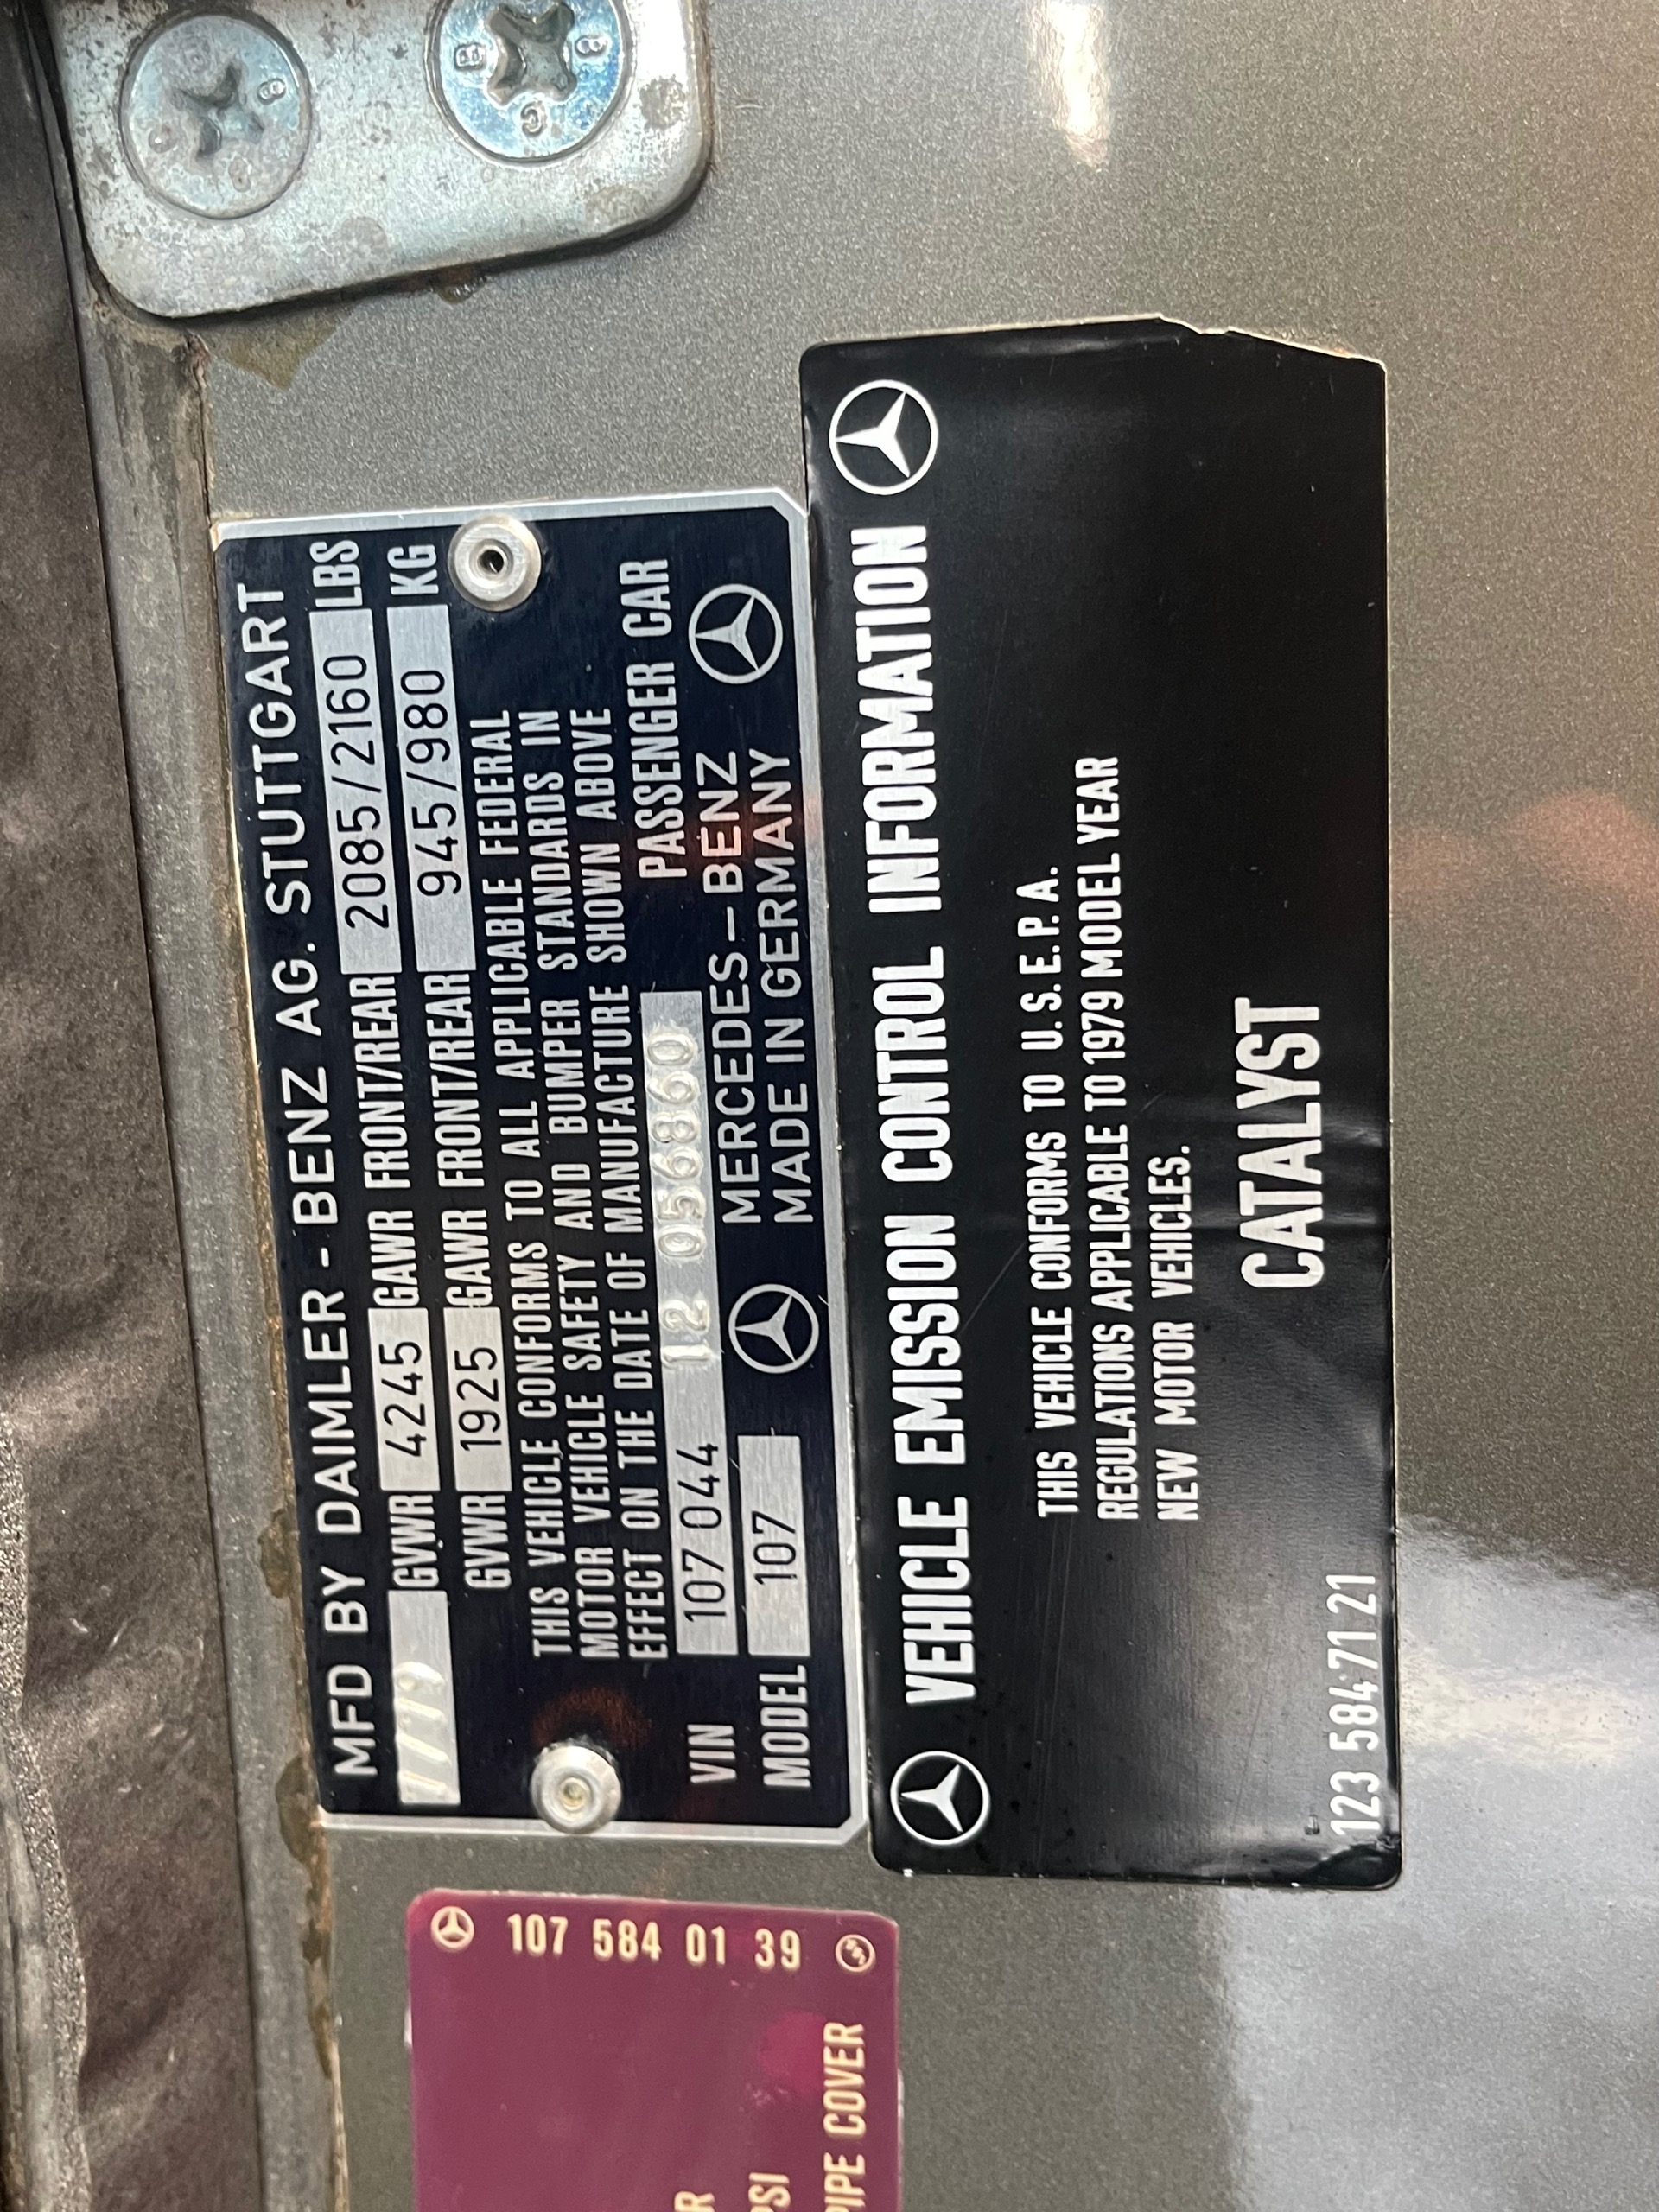 MFD BY DAIMLER - BENZ AG. STUTTGART
1/79 GVWR 4245 GAWR FRONT/REAR 2085/2160 LBS
GVWR 1925 GAWR FRONT/REAR 945/980 KG
THIS VEHICLE CONFORMS TO ALL APPLICABLE FEDERAL
MOTOR VEHICLE SAFETY AND BUMPER STANDARDS IN
EFFECT ON THE DATE OF MANUFACTURE SHOWN ABOVE
VIN 107 044 12 056860 PASSENGER CAR
MODEL 107 MERCEDES-BENZ
MADE IN GERMANY
VEHICLE EMISSION CONTROL INFORMATION
THIS VEHICLE CONFORMS TO U.S.E.P.A.
REGULATIONS APPLICABLE TO 1979 MODEL YEAR
NEW MOTOR VEHICLES.
CATALYST
123 584 71 21
107 584 01 39
PSI
PIPE COVER